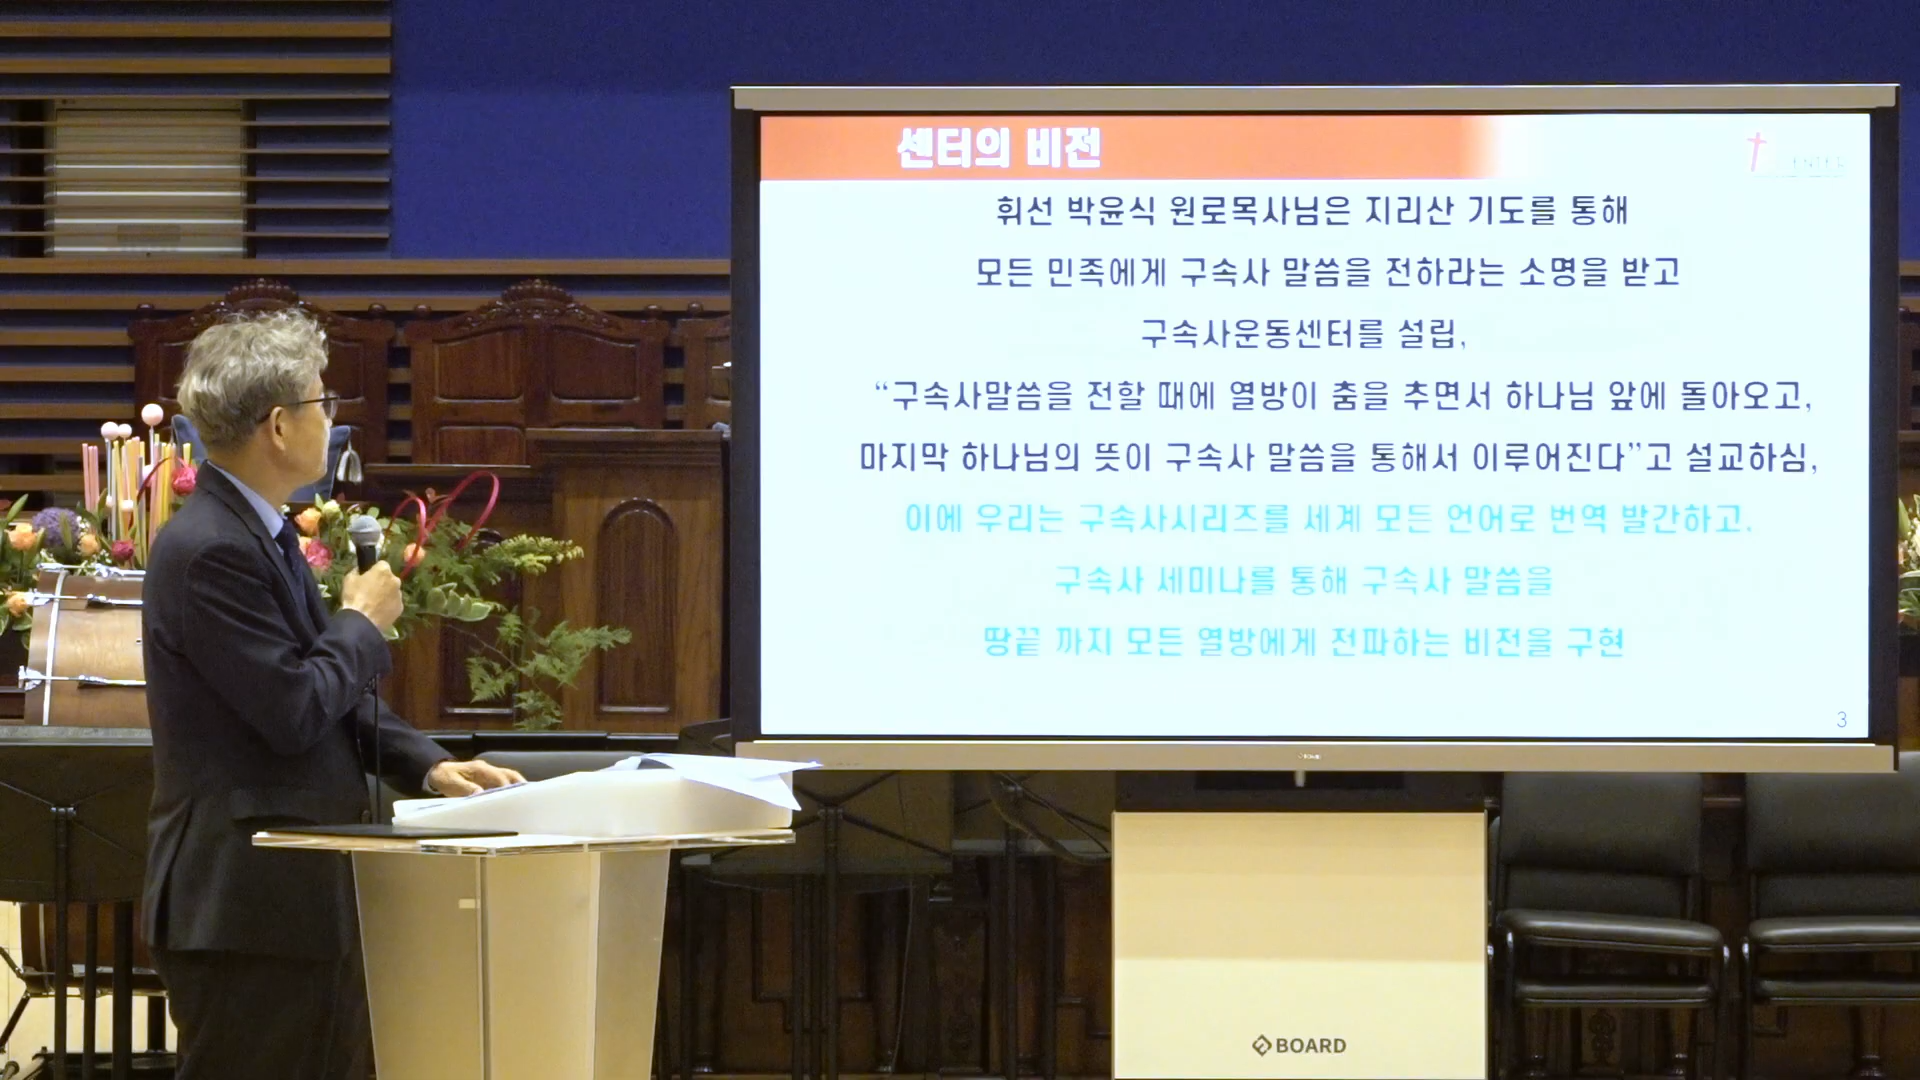 센터의 비전
휘선 박윤식 원로목사님은 지리산 기도를 통해
모든 민족에게 구속사 말씀을 전하라는 소명을 받고
구속사운동센터를 설립,
“구속사말씀을 전할 때에 열방이 춤을 추면서 하나님 앞에 돌아오고,
마지막 하나님의 뜻이 구속사 말씀을 통해서 이루어진다”고 설교하심,
이에 우리는 구속사시리즈를 세계 모든 언어로 번역 발간하고.
구속사 세미나를 통해 구속사 말씀을
땅끝 까지 모든 열방에게 전파하는 비전을 구현
3
BOARD